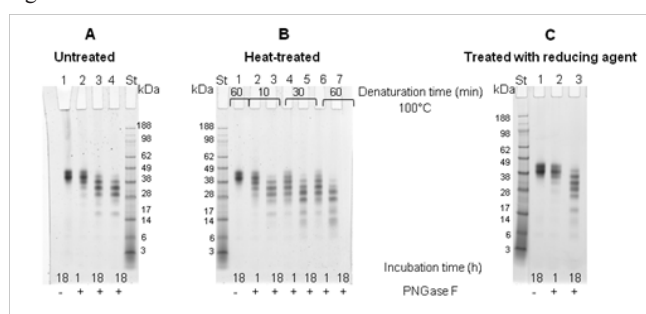 A
Untreated
1 2 3 4 St
kDa
188
98
62
49
38
28
17
14
6
3
18 1 18 18
- + + +
B
Heat-treated
St 1 2 3 4 5 6 7
kDa
60 10 30 60
Denaturation time (min)
100°C
188
98
62
49
38
28
17
14
6
3
Incubation time (h)
18 1 18 1 18 1 18
PNGase F
- + + + + + +
C
Treated with reducing agent
St 1 2 3
kDa
188
98
62
49
38
28
17
14
6
3
18 1 18
- + +